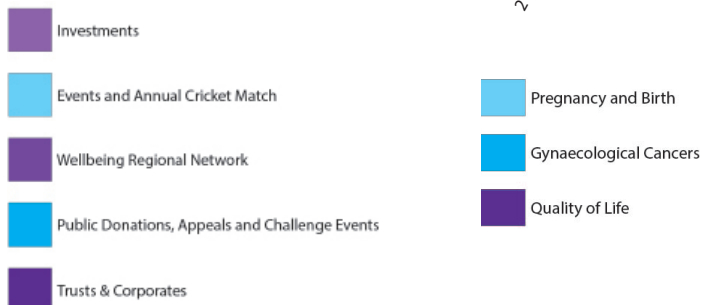 Investments
Events and Annual Cricket Match
Wellbeing Regional Network
Public Donations, Appeals and Challenge Events
Trusts & Corporates
Pregnancy and Birth
Gynaecological Cancers
Quality of Life